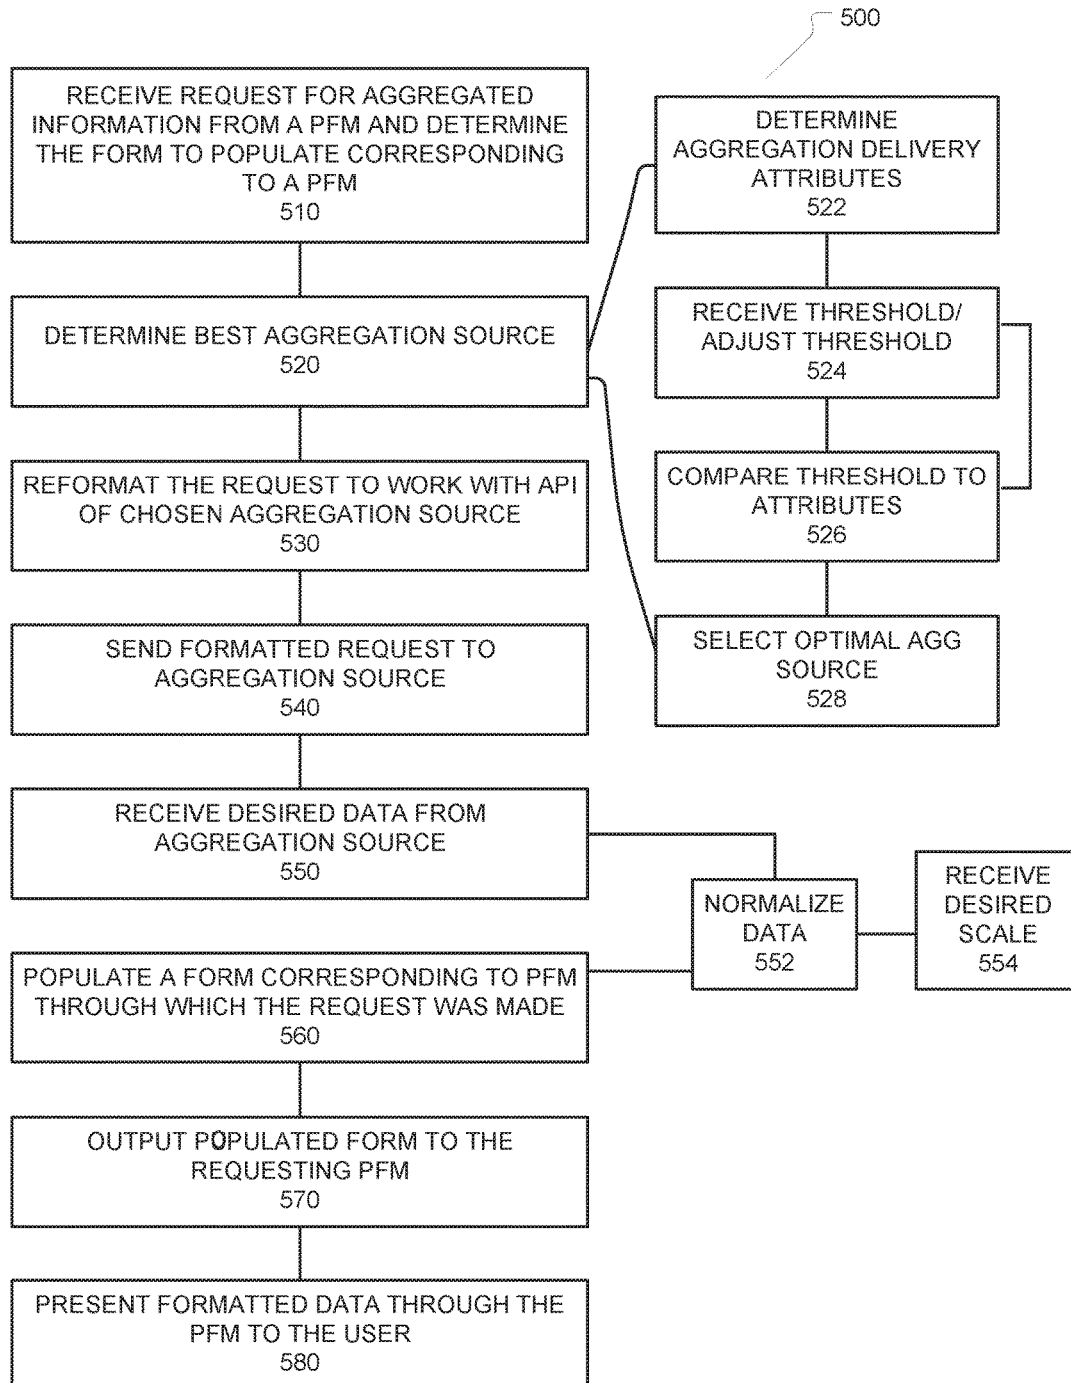 500
RECEIVE REQUEST FOR AGGREGATED
INFORMATION FROM A PFM AND DETERMINE
THE FORM TO POPULATE CORRESPONDING
TO A PFM
510
DETERMINE BEST AGGREGATION SOURCE
520
DETERMINE
AGGREGATION DELIVERY
ATTRIBUTES
522
RECEIVE THRESHOLD/
ADJUST THRESHOLD
524
COMPARE THRESHOLD TO
ATTRIBUTES
526
SELECT OPTIMAL AGG
SOURCE
528
REFORMAT THE REQUEST TO WORK WITH API
OF CHOSEN AGGREGATION SOURCE
530
SEND FORMATTED REQUEST TO
AGGREGATION SOURCE
540
RECEIVE DESIRED DATA FROM
AGGREGATION SOURCE
550
NORMALIZE
DATA
552
RECEIVE
DESIRED
SCALE
554
POPULATE A FORM CORRESPONDING TO PFM
THROUGH WHICH THE REQUEST WAS MADE
560
OUTPUT POPULATED FORM TO THE
REQUESTING PFM
570
PRESENT FORMATTED DATA THROUGH THE
PFM TO THE USER
580